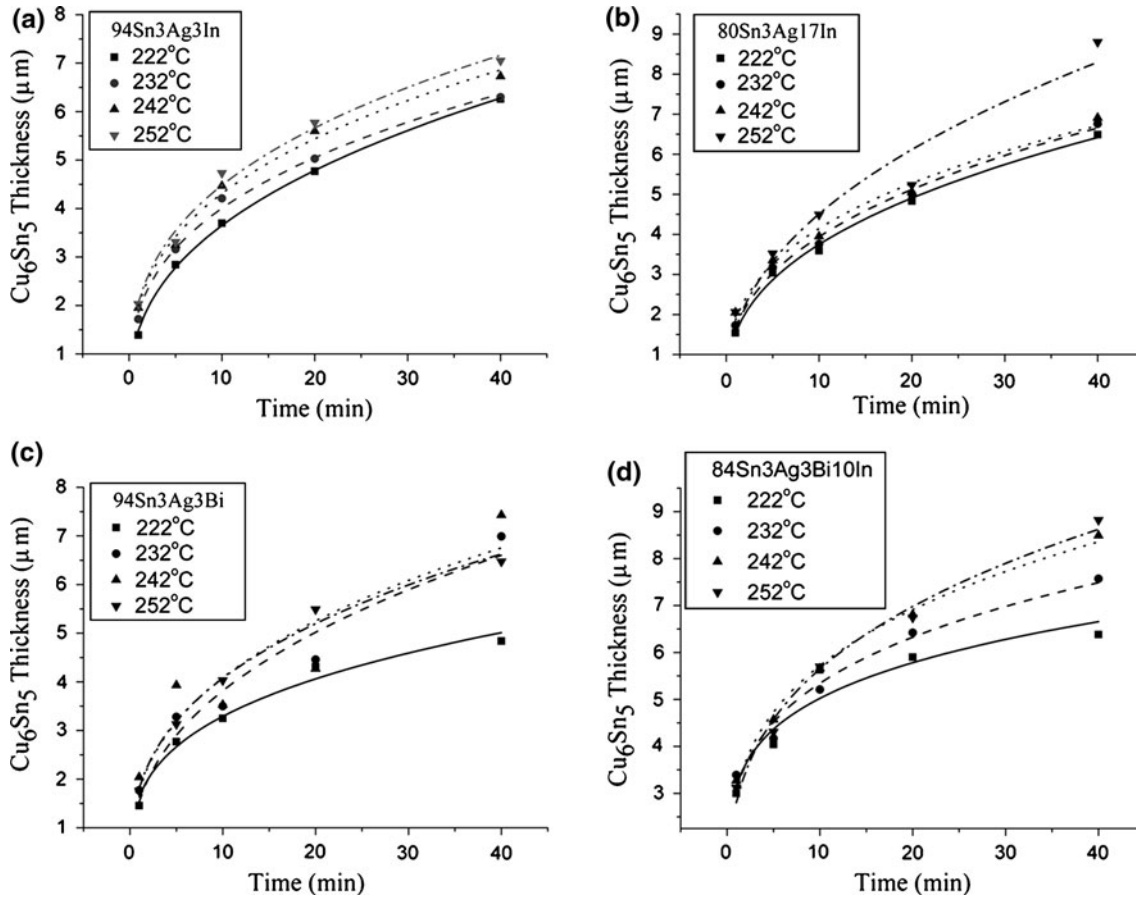 (a)
94Sn3Ag3In
222°C
232°C
242°C
252°C
8
7
6
5
4
3
2
1
Cu6Sn5 Thickness (μm)
0 10 20 30 40
Time (min)
(b)
80Sn3Ag17In
222°C
232°C
242°C
252°C
9
8
7
6
5
4
3
2
1
Cu6Sn5 Thickness (μm)
0 10 20 30 40
Time (min)
(c)
94Sn3Ag3Bi
222°C
232°C
242°C
252°C
8
7
6
5
4
3
2
1
Cu6Sn5 Thickness (μm)
0 10 20 30 40
Time (min)
(d)
84Sn3Ag3Bi10In
222°C
232°C
242°C
252°C
9
8
7
6
5
4
3
Cu6Sn5 Thickness (μm)
0 10 20 30 40
Time (min)